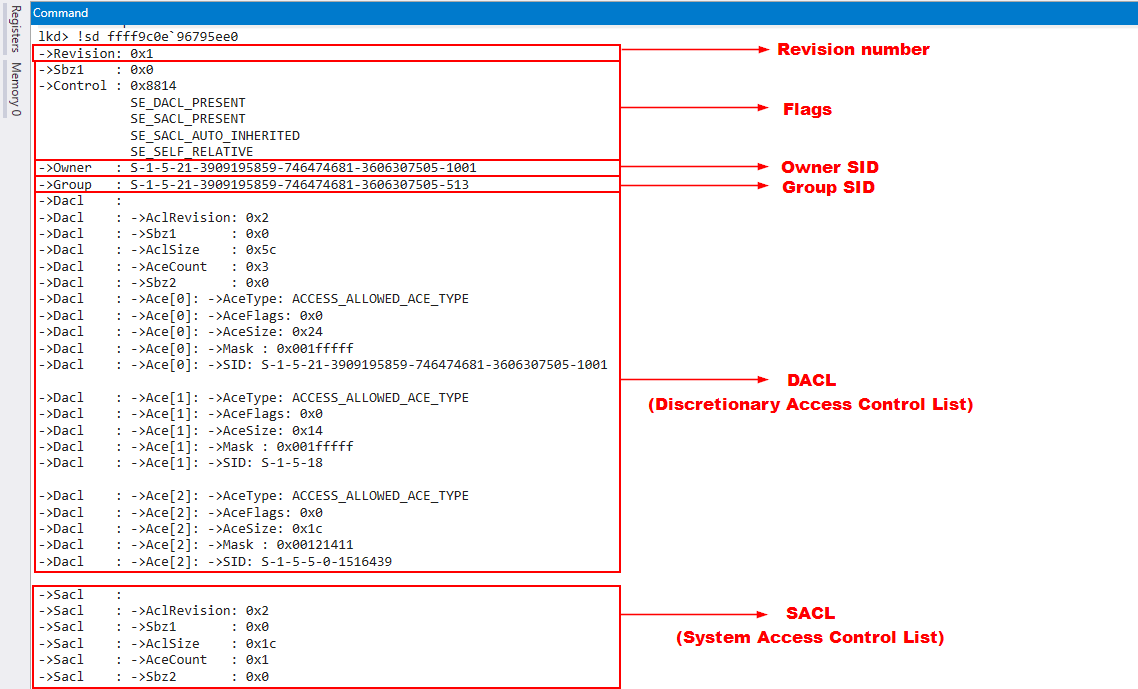 Command
Registers
Memory 0
lkd> !sd ffff9c0e`96795ee0
->Revision: 0x1
Revision number
->Sbz1    : 0x0
->Control : 0x8814
            SE_DACL_PRESENT
            SE_SACL_PRESENT
            SE_SACL_AUTO_INHERITED
            SE_SELF_RELATIVE
Flags
->Owner   : S-1-5-21-3909195859-746474681-3606307505-1001
Owner SID
->Group   : S-1-5-21-3909195859-746474681-3606307505-513
Group SID
->Dacl    :
->Dacl    : ->AclRevision: 0x2
->Dacl    : ->Sbz1       : 0x0
->Dacl    : ->AclSize    : 0x5c
->Dacl    : ->AceCount   : 0x3
->Dacl    : ->Sbz2       : 0x0
->Dacl    : ->Ace[0]: ->AceType: ACCESS_ALLOWED_ACE_TYPE
->Dacl    : ->Ace[0]: ->AceFlags: 0x0
->Dacl    : ->Ace[0]: ->AceSize: 0x24
->Dacl    : ->Ace[0]: ->Mask : 0x001fffff
->Dacl    : ->Ace[0]: ->SID: S-1-5-21-3909195859-746474681-3606307505-1001
->Dacl    : ->Ace[1]: ->AceType: ACCESS_ALLOWED_ACE_TYPE
->Dacl    : ->Ace[1]: ->AceFlags: 0x0
->Dacl    : ->Ace[1]: ->AceSize: 0x14
->Dacl    : ->Ace[1]: ->Mask : 0x001fffff
->Dacl    : ->Ace[1]: ->SID: S-1-5-18
->Dacl    : ->Ace[2]: ->AceType: ACCESS_ALLOWED_ACE_TYPE
->Dacl    : ->Ace[2]: ->AceFlags: 0x0
->Dacl    : ->Ace[2]: ->AceSize: 0x1c
->Dacl    : ->Ace[2]: ->Mask : 0x00121411
->Dacl    : ->Ace[2]: ->SID: S-1-5-5-0-1516439
DACL
(Discretionary Access Control List)
->Sacl    :
->Sacl    : ->AclRevision: 0x2
->Sacl    : ->Sbz1       : 0x0
->Sacl    : ->AclSize    : 0x1c
->Sacl    : ->AceCount   : 0x1
->Sacl    : ->Sbz2       : 0x0
SACL
(System Access Control List)